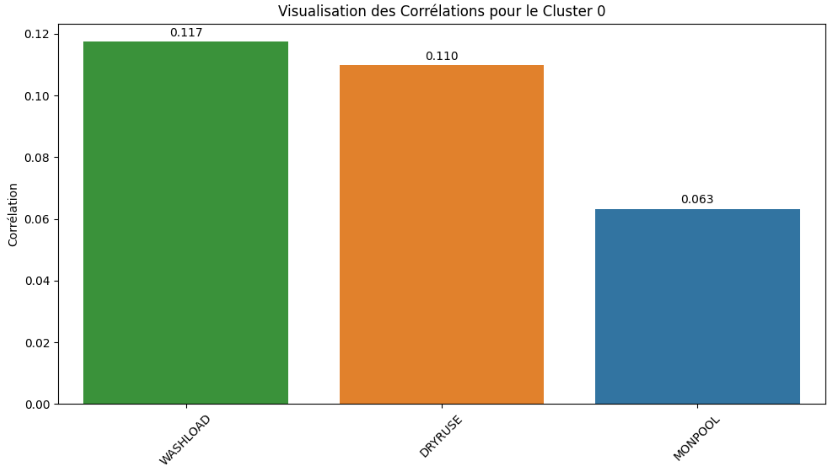 Visualisation des Corrélations pour le Cluster 0
0.117
0.110
0.063
0.12
0.10
0.08
0.06
0.04
0.02
0.00
Corrélation
WASHLOAD
DRYRUSE
MONPOOL